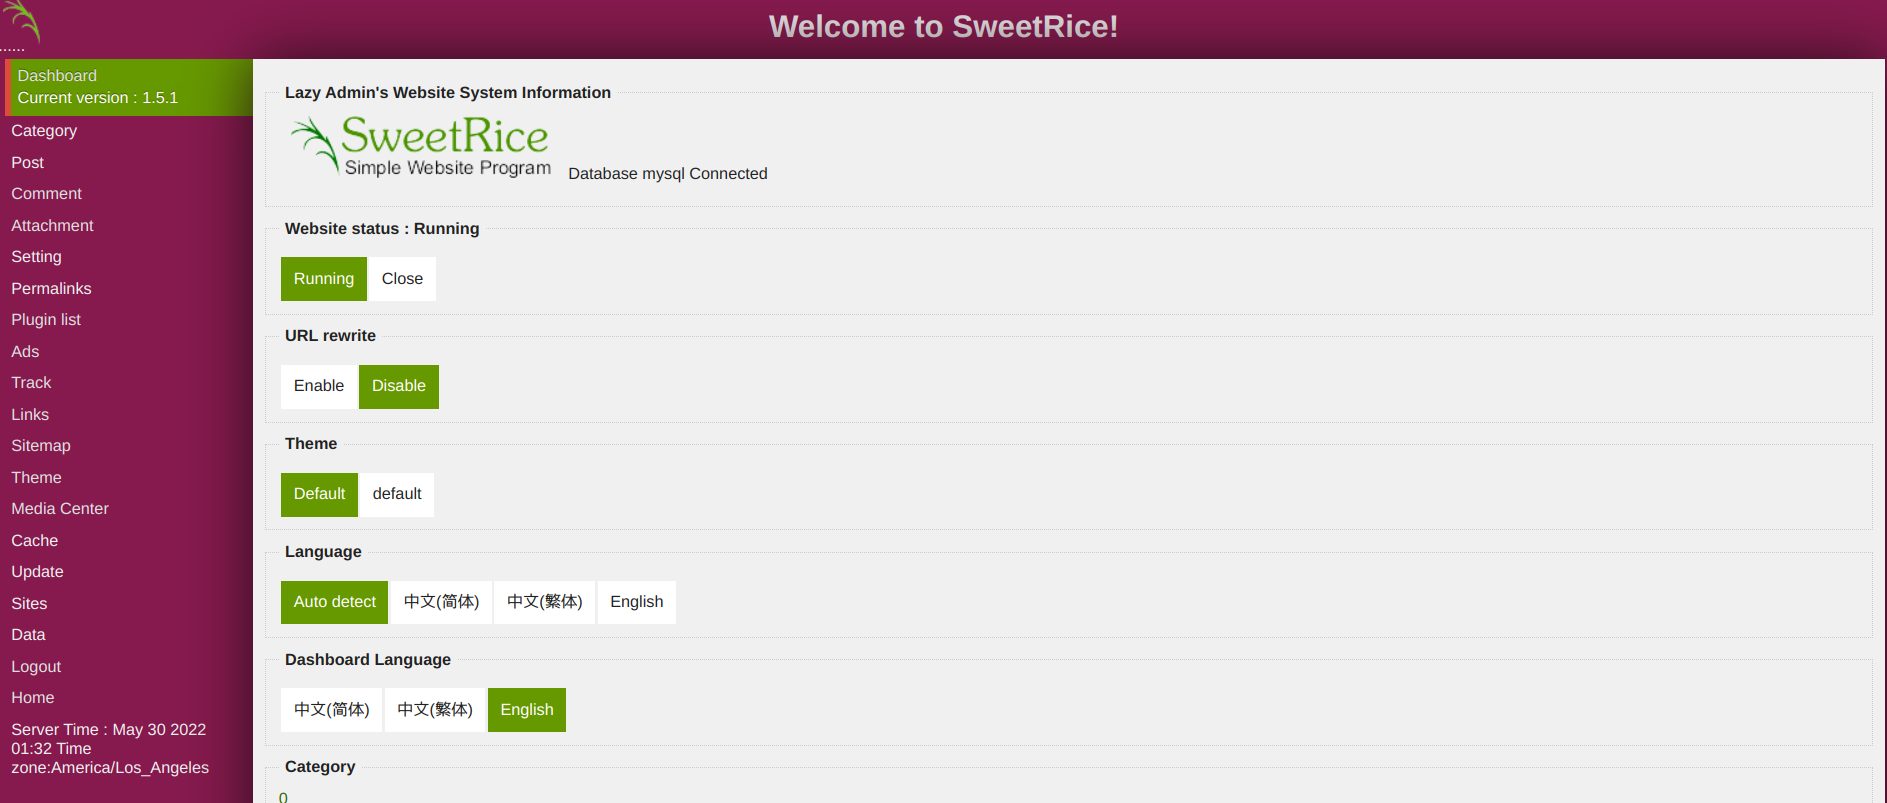 Welcome to SweetRice!
......
Dashboard
Current version : 1.5.1
Category
Post
Comment
Attachment
Setting
Permalinks
Plugin list
Ads
Track
Links
Sitemap
Theme
Media Center
Cache
Update
Sites
Data
Logout
Home
Server Time : May 30 2022
01:32 Time
zone:America/Los_Angeles
Lazy Admin's Website System Information
SweetRice
Simple Website Program
Database mysql Connected
Website status : Running
Running Close
URL rewrite
Enable Disable
Theme
Default default
Language
Auto detect 中文(简体) 中文(繁体) English
Dashboard Language
中文(简体) 中文(繁体) English
Category
0